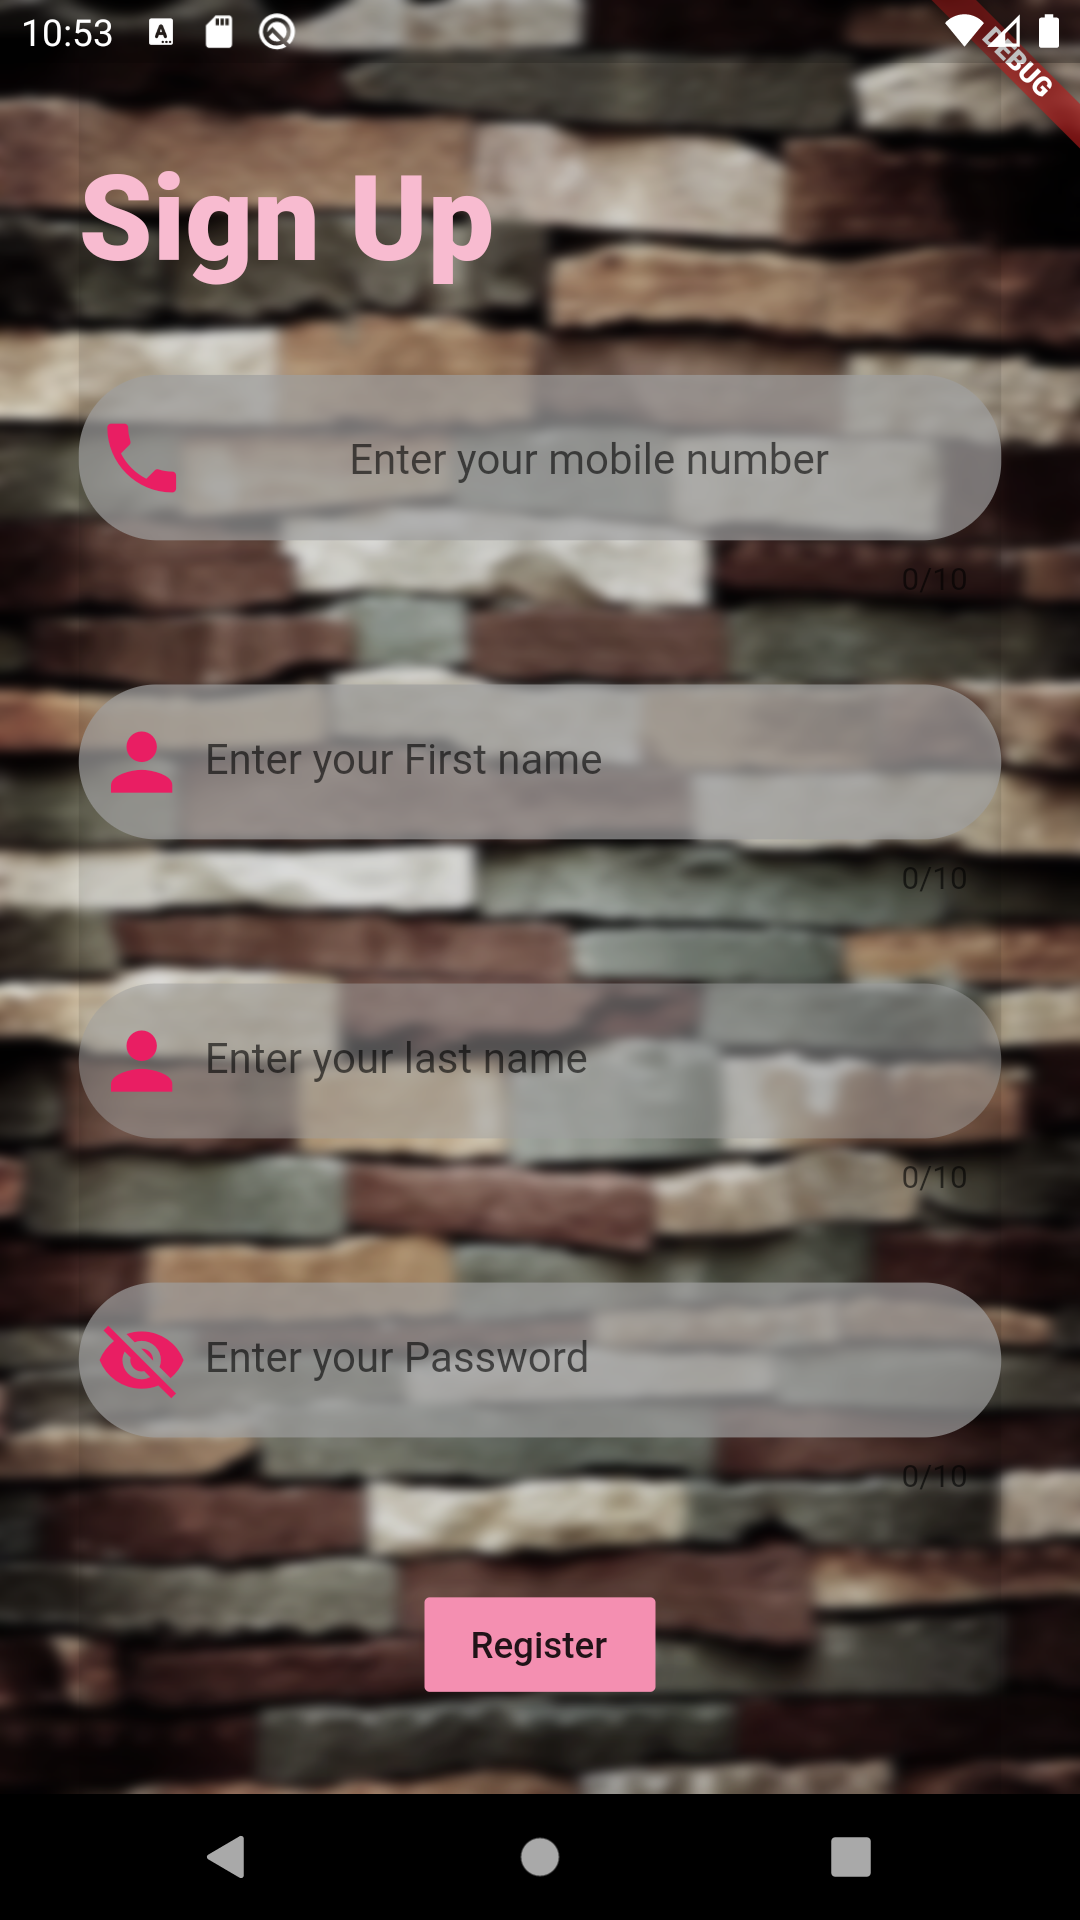 10:53
DEBUG
Sign Up
Enter your mobile number
0/10
Enter your First name
0/10
Enter your last name
0/10
Enter your Password
0/10
Register